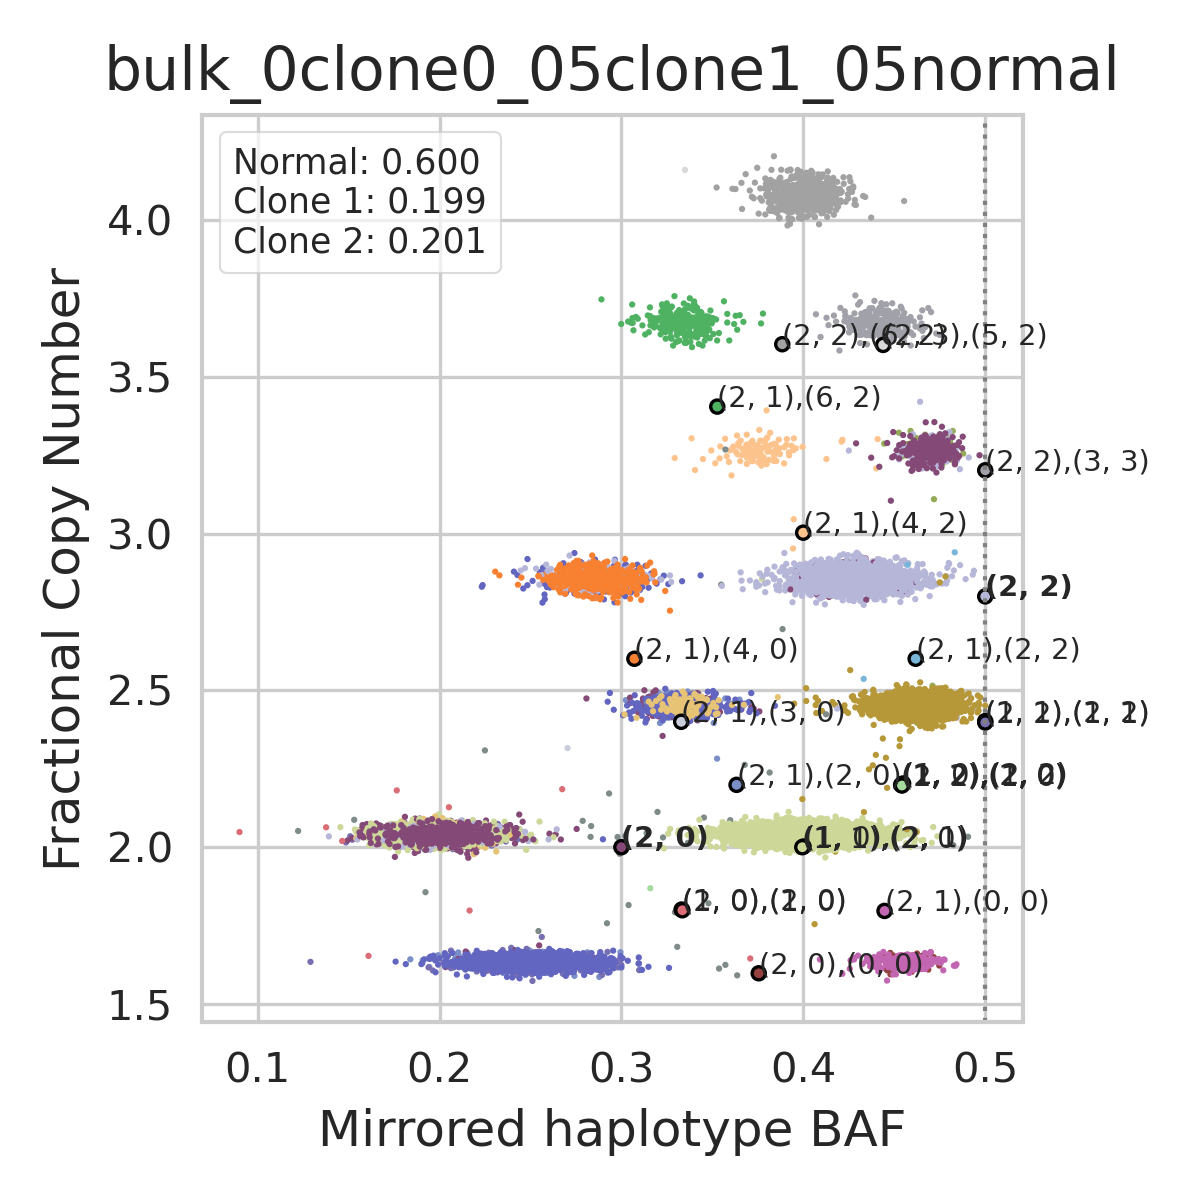 bulk_0clone0_05clone1_05normal
Normal: 0.600
Clone 1: 0.199
Clone 2: 0.201
Fractional Copy Number
4.0
3.5
3.0
2.5
2.0
1.5
(2, 2),(6, 2)
(2, 3),(5, 2)
(2, 1),(6, 2)
(2, 2),(3, 3)
(2, 1),(4, 2)
(2, 2)
(2, 1),(4, 0)
(2, 1),(2, 2)
(2, 1),(3, 0)
(2, 1),(2, 0)
(2, 0)
(2, 1),(0, 0)
(2, 0),(0, 0)
0.1
0.2
0.3
0.4
0.5
Mirrored haplotype BAF